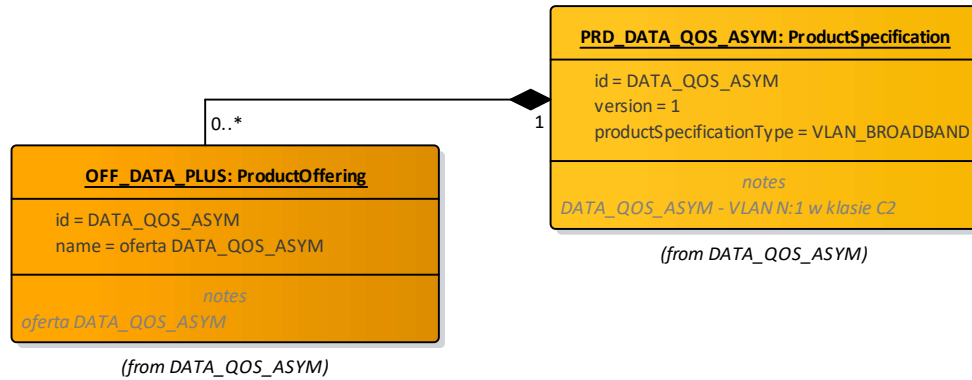 PRD_DATA_QOS_ASYM: ProductSpecification
id = DATA_QOS_ASYM
version = 1
productSpecificationType = VLAN_BROADBAND
notes
DATA_QOS_ASYM - VLAN N:1 w klasie C2
(from DATA_QOS_ASYM)
1
0..*
OFF_DATA_PLUS: ProductOffering
id = DATA_QOS_ASYM
name = oferta DATA_QOS_ASYM
notes
oferta DATA_QOS_ASYM
(from DATA_QOS_ASYM)